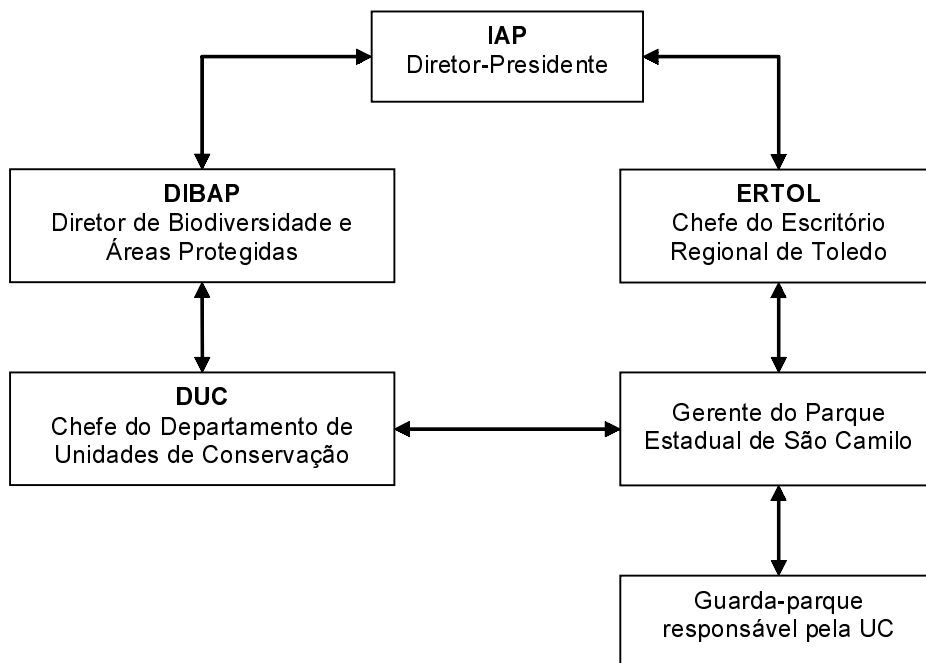 IAP
Diretor-Presidente
DIBAP
Diretor de Biodiversidade e
Áreas Protegidas
ERTOL
Chefe do Escritório
Regional de Toledo
DUC
Chefe do Departamento de
Unidades de Conservação
Gerente do Parque
Estadual de São Camilo
Guarda-parque
responsável pela UC